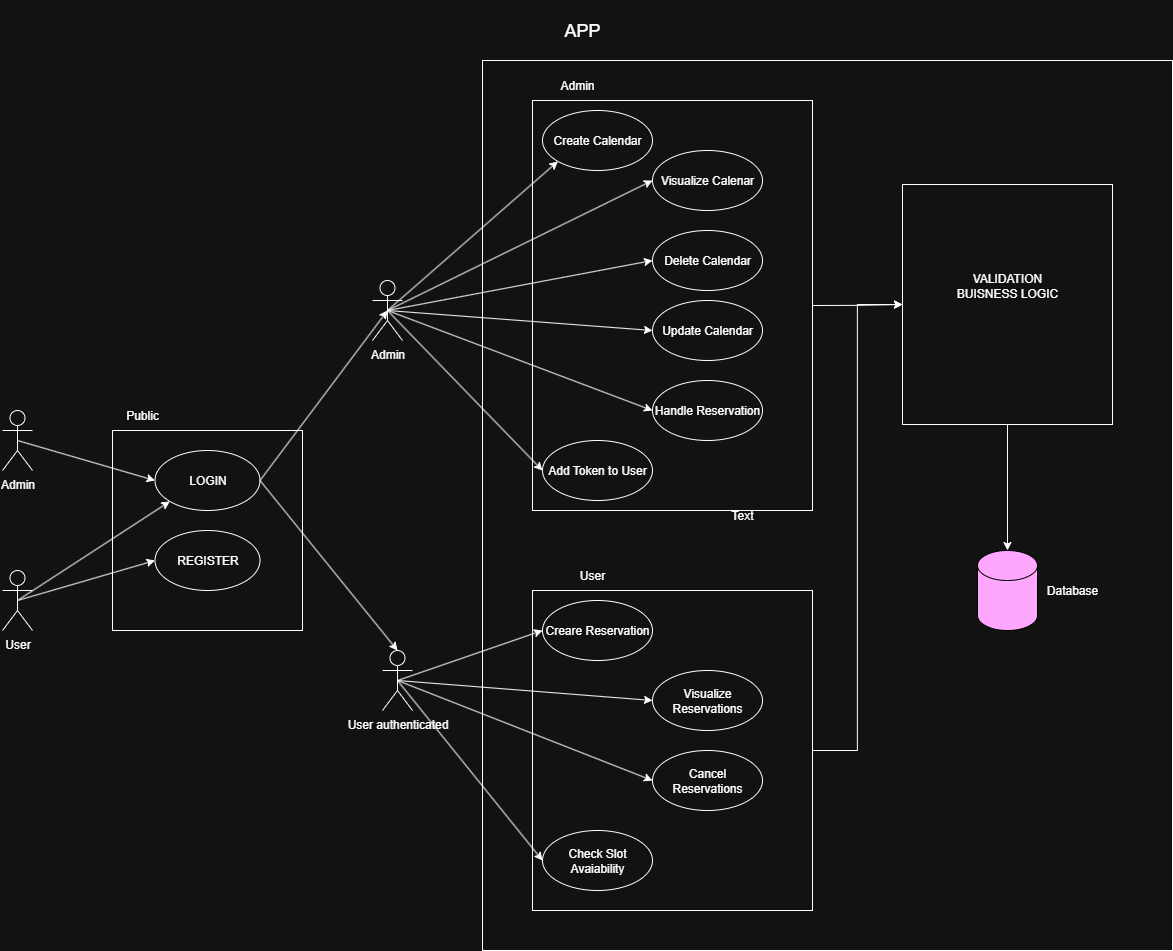 APP
Admin
Create Calendar
Visualize Calenar
Delete Calendar
Update Calendar
Handle Reservation
Add Token to User
Text
VALIDATION
BUISNESS LOGIC
Database
Admin
Public
LOGIN
REGISTER
Admin
User
User
Creare Reservation
Visualize
Reservations
Cancel
Reservations
Check Slot
Avaiability
User authenticated